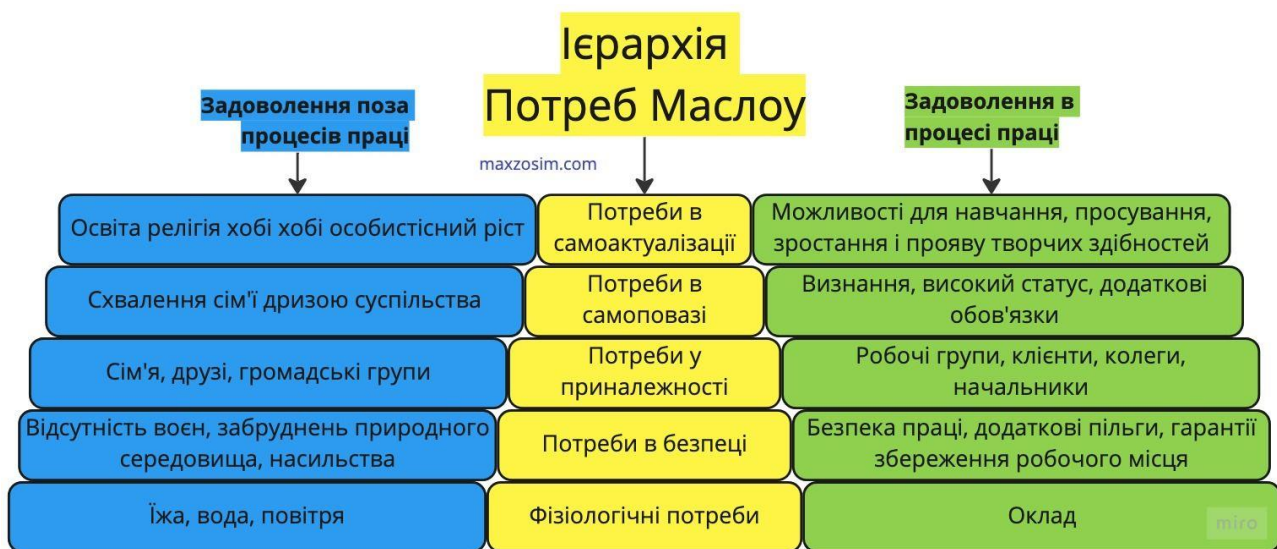 Ієрархія
Потреб Маслоу
Задоволення поза
процесів праці
Задоволення в
процесі праці
maxzosim.com
Освіта релігія хобі хобі особистісний ріст
Потреби в
самоактуалізації
Можливості для навчання, просування,
зростання і прояву творчих здібностей
Схвалення сім'ї дризою суспільства
Потреби в
самоповазі
Визнання, високий статус, додаткові
обов'язки
Сім'я, друзі, громадські групи
Потреби у
приналежності
Робочі групи, клієнти, колеги,
начальники
Відсутність воєн, забруднень природного
середовища, насильства
Потреби в безпеці
Безпека праці, додаткові пільги, гарантії
збереження робочого місця
Їжа, вода, повітря
Фізіологічні потреби
Оклад
miro